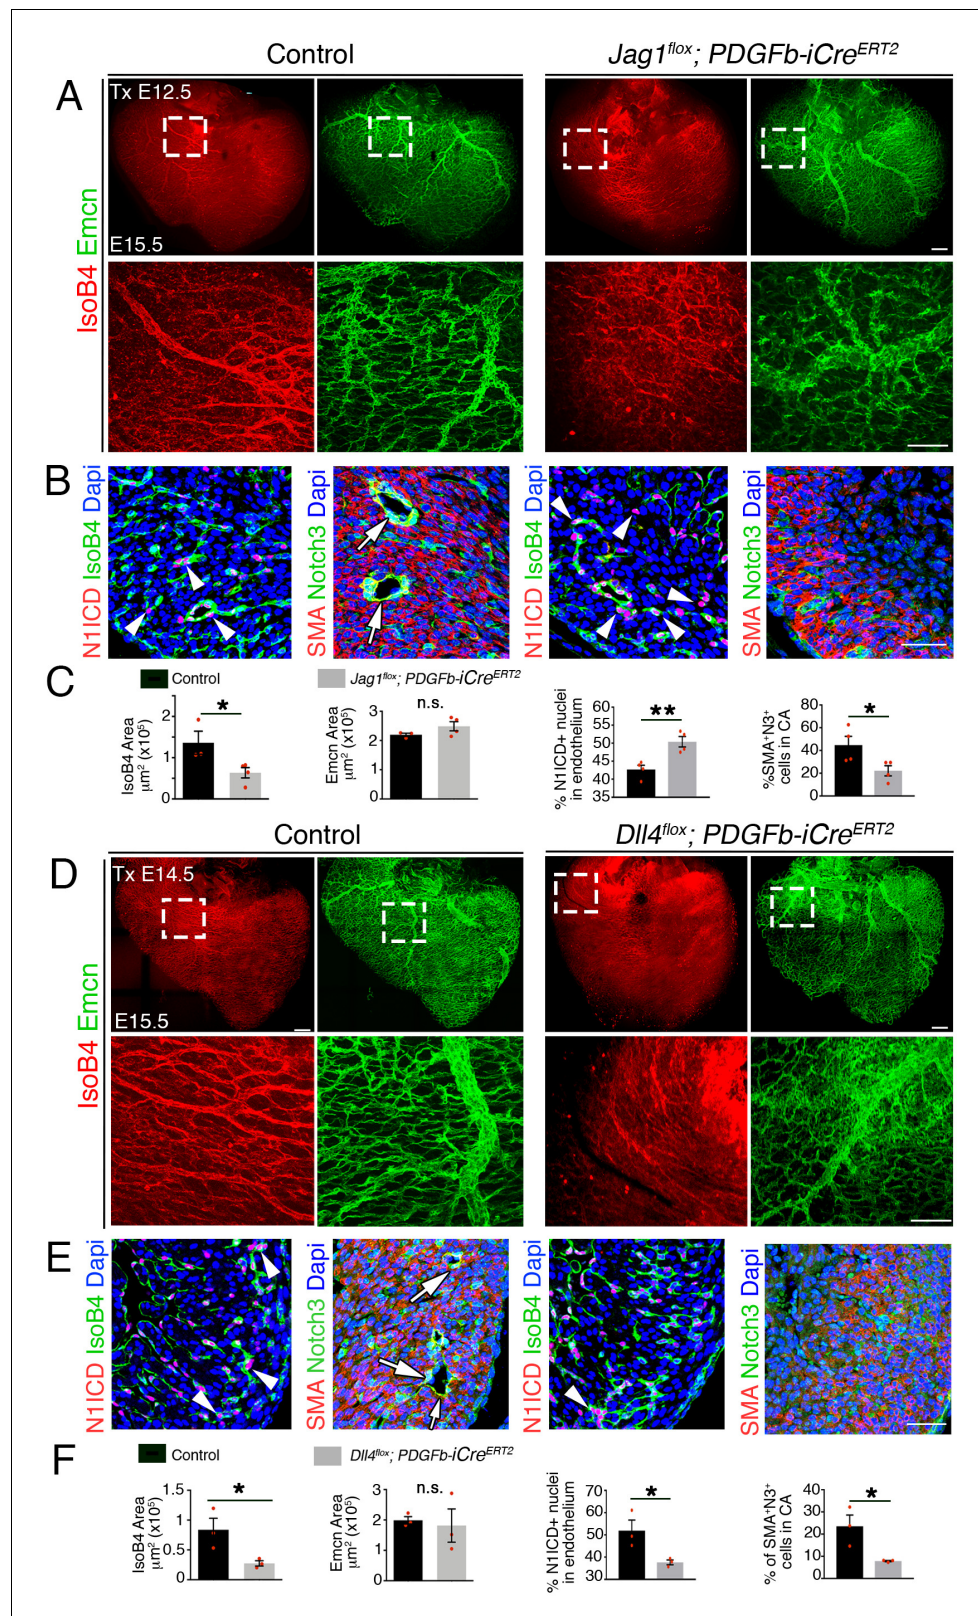 Control
Jag1flox; PDGFb-iCreERT2
A
Tx E12.5
E15.5
IsoB4 Emcn
B
N1ICD IsoB4 Dapi
SMA Notch3 Dapi
N1ICD IsoB4 Dapi
SMA Notch3 Dapi
C
Control
Jag1flox; PDGFb-iCreERT2
IsoB4 Area
µm2 (x105)
2
1
0
*
Emcn Area
µm2 (x105)
3
2
1
0
n.s.
% N1ICD+ nuclei
in endothelium
60
55
50
45
40
35
**
%SMA+N3+
cells in CA
80
60
40
20
0
*
Control
Dll4flox; PDGFb-iCreERT2
D
Tx E14.5
E15.5
IsoB4 Emcn
E
N1ICD IsoB4 Dapi
SMA Notch3 Dapi
N1ICD IsoB4 Dapi
SMA Notch3 Dapi
F
Control
Dll4flox; PDGFb-iCreERT2
IsoB4 Area
µm2 (x105)
1.5
1
0.5
0
*
Emcn Area
µm2 (x105)
3
2
1
0
n.s.
% N1ICD+ nuclei
in endothelium
70
60
50
40
30
*
% of SMA+N3+
cells in CA
40
30
20
10
0
*